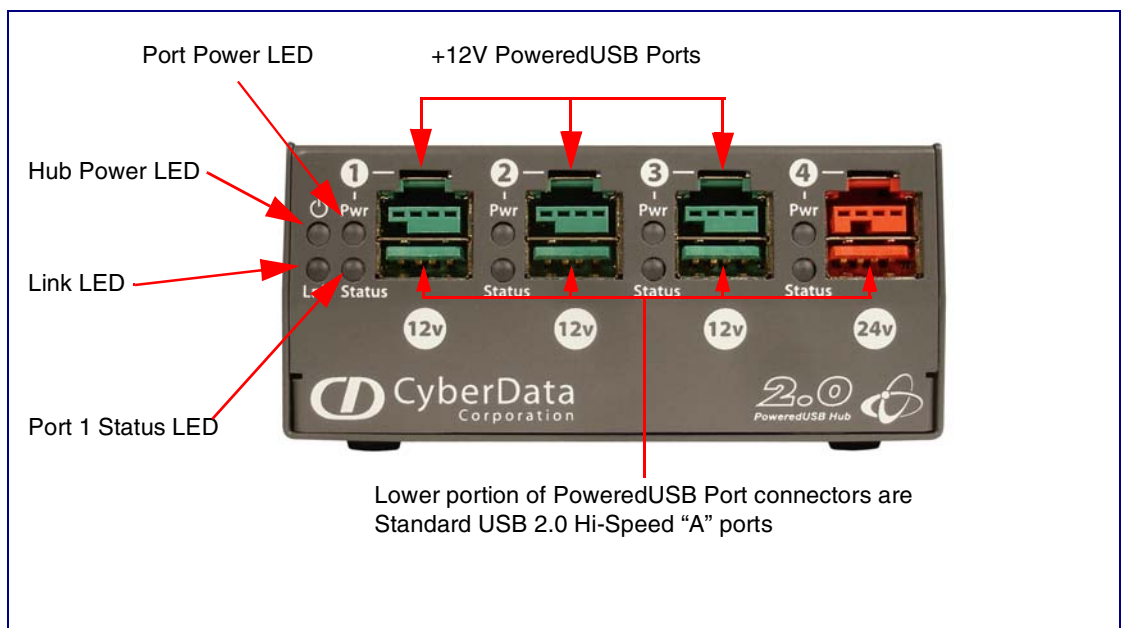 Port Power LED
+12V PoweredUSB Ports
Hub Power LED
1
2
3
4
Pwr
Pwr
Pwr
Pwr
Link LED
Status
Status
Status
Status
12v
12v
12v
24v
CyberData
Corporation
2.0
PoweredUSB Hub
Port 1 Status LED
Lower portion of PoweredUSB Port connectors are
Standard USB 2.0 Hi-Speed “A” ports